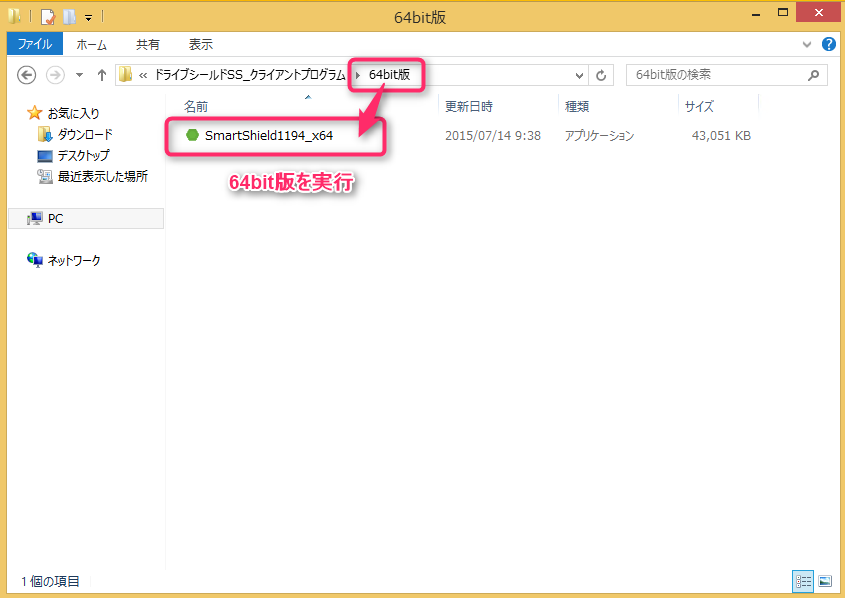 64bit版
ファイル ホーム 共有 表示
« ドライブシールドSS_クライアントプログラム 64bit版 64bit版の検索
名前 更新日時 種類 サイズ
SmartShield1194_x64 2015/07/14 9:38 アプリケーション 43,051 KB
64bit版を実行
お気に入り
ダウンロード
デスクトップ
最近表示した場所
PC
ネットワーク
1 個の項目